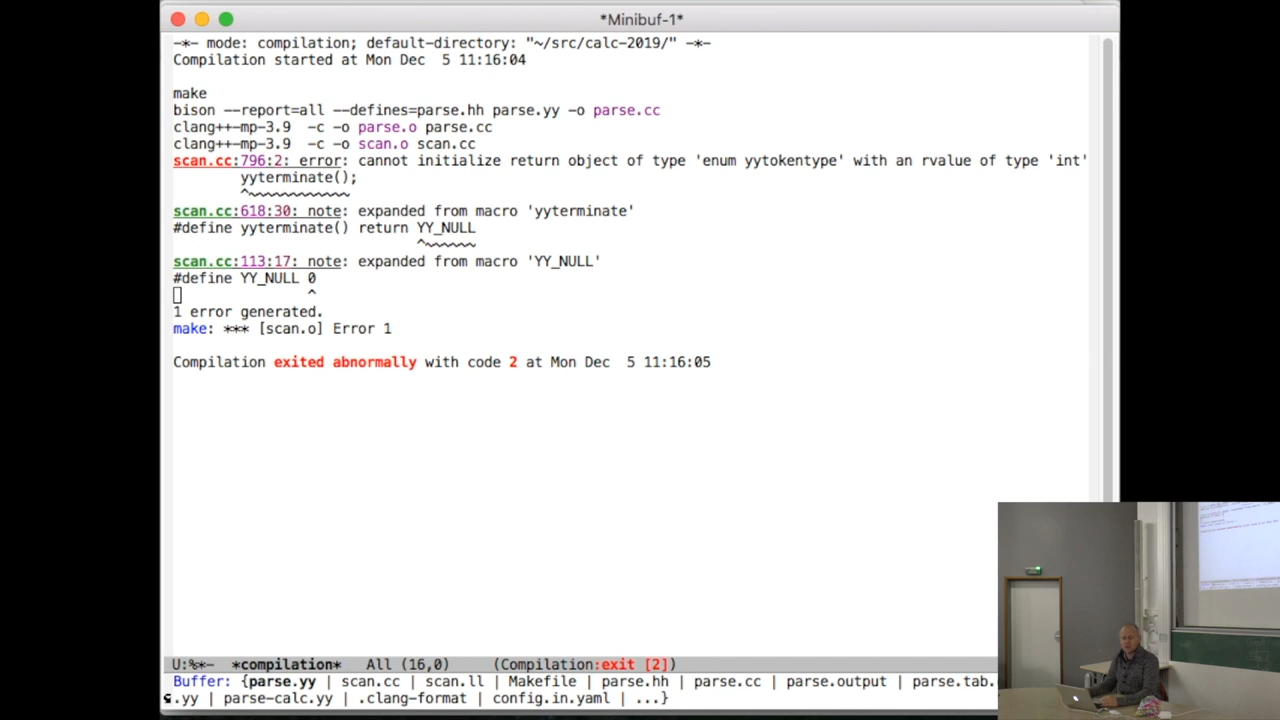 *Minibuf-1*
-*- mode: compilation; default-directory: "~/src/calc-2019/" -*-
Compilation started at Mon Dec  5 11:16:04
make
bison --report=all --defines=parse.hh parse.yy -o parse.cc
clang++-mp-3.9  -c -o parse.o parse.cc
clang++-mp-3.9  -c -o scan.o scan.cc
scan.cc:796:2: error: cannot initialize return object of type 'enum yytokentype' with an rvalue of type 'int'
yyterminate();
^~~~~~~~~~~~~
scan.cc:618:30: note: expanded from macro 'yyterminate'
#define yyterminate() return YY_NULL
^~~~~~~
scan.cc:113:17: note: expanded from macro 'YY_NULL'
#define YY_NULL 0
^
1 error generated.
make: *** [scan.o] Error 1
Compilation exited abnormally with code 2 at Mon Dec  5 11:16:05
U:%*-  *compilation*   All (16,0)     (Compilation:exit [2])
Buffer: {parse.yy | scan.cc | scan.ll | Makefile | parse.hh | parse.cc | parse.output | parse.tab.
.yy | parse-calc.yy | .clang-format | config.in.yaml | ...}